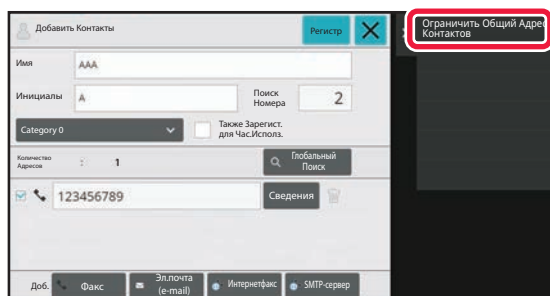 Добавить Контакты
Регистр
Ограничить Общий Адрес
Контактов
Имя
AAA
Инициалы
A
Поиск
Номера
2
Category 0
Также Зарегист.
для Час.Исполз.
Количество
Адресов
:
1
Глобальный
Поиск
123456789
Сведения
Доб.
Факс
Эл.почта
(e-mail)
Интернетфакс
SMTP-сервер